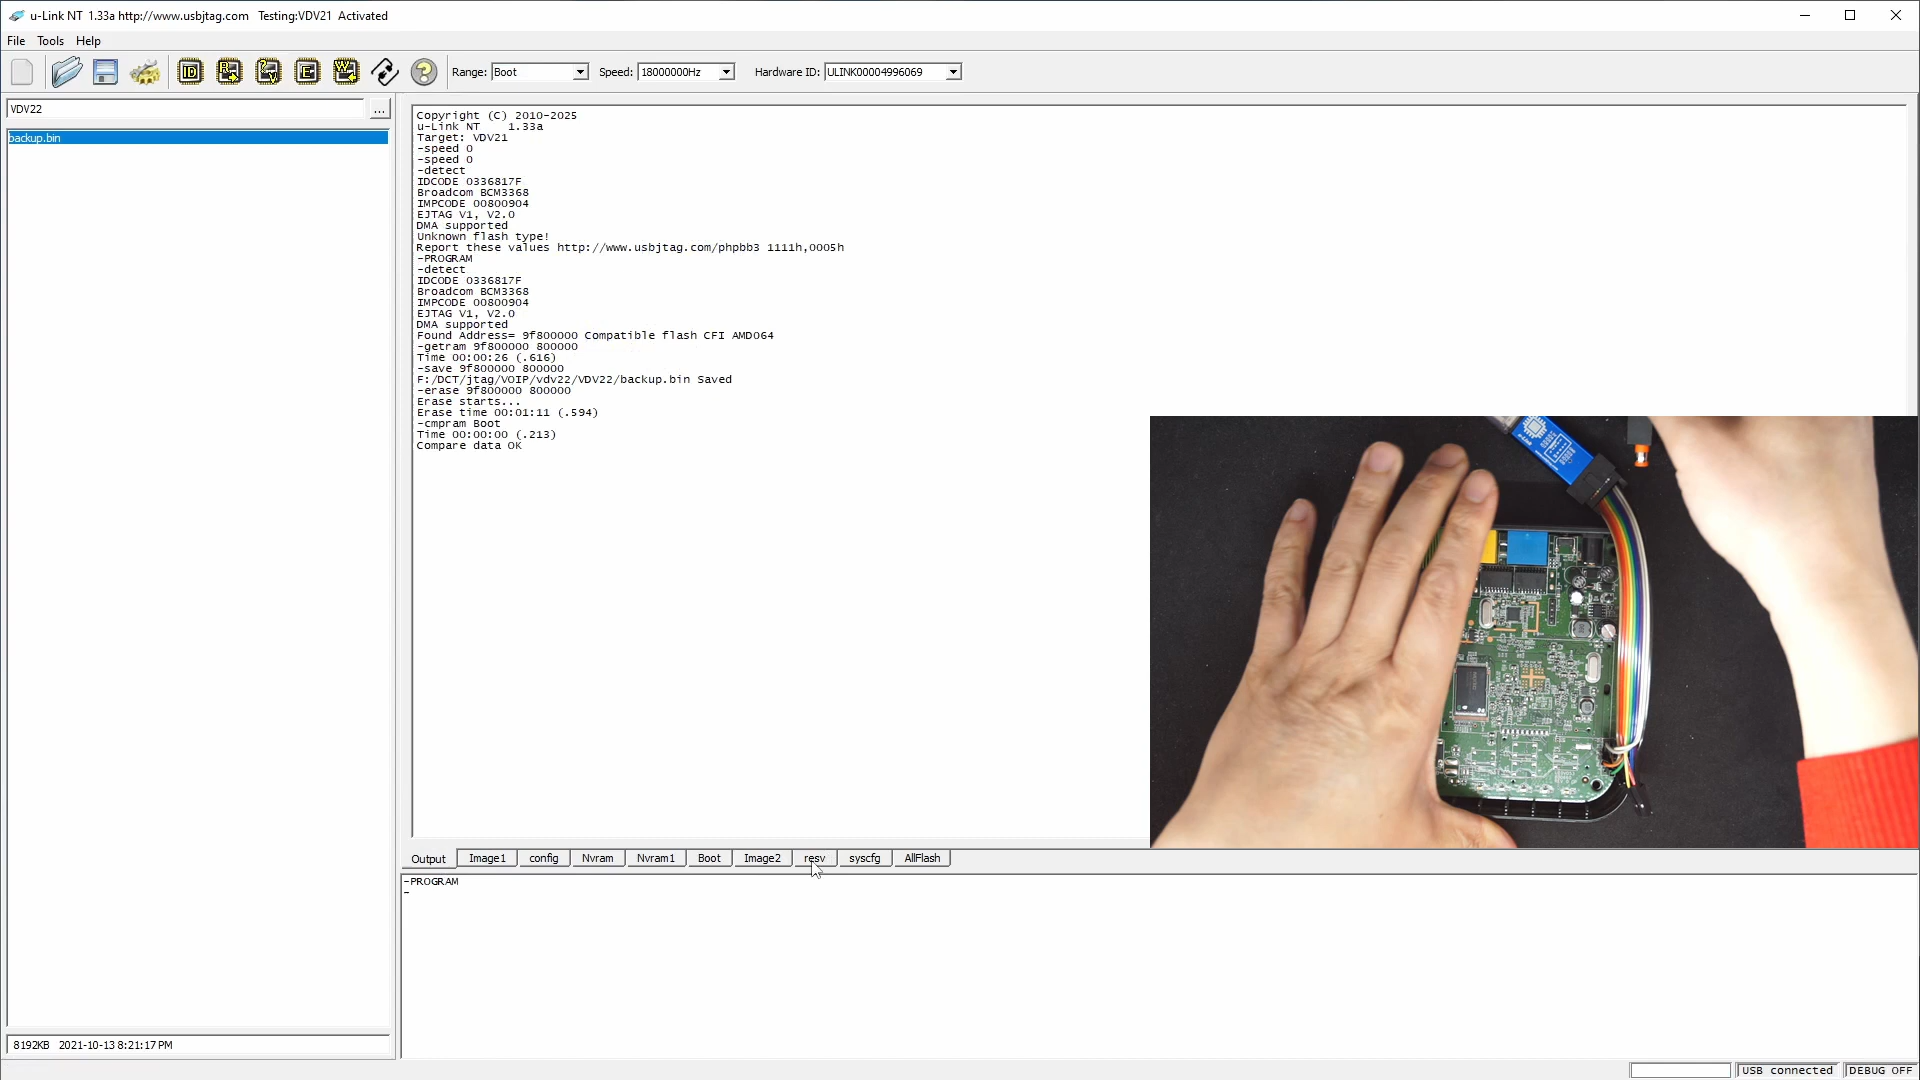 u-Link NT 1.33a http://www.usbjtag.com Testing:VDV21 Activated
File Tools Help
ID R V E W
Range: Boot Speed: 18000000Hz Hardware ID: ULINK00004996069
VDV22 ...
backup.bin
Copyright (C) 2010-2025
u-Link NT 1.33a
Target: VDV21
-speed 0
-speed 0
-detect
IDCODE 0336817F
Broadcom BCM3368
IMPCODE 00800904
EJTAG V1, V2.0
DMA supported
Unknown flash type!
Report these values http://www.usbjtag.com/phpbb3 1111h,0005h
-PROGRAM
-detect
IDCODE 0336817F
Broadcom BCM3368
IMPCODE 00800904
EJTAG V1, V2.0
DMA supported
Found Address= 9f800000 Compatible flash CFI AMD064
-getram 9f800000 800000
Time 00:00:26 (.616)
-save 9f800000 800000
F:/DCT/jtag/VOIP/vdv22/VDV22/backup.bin Saved
-erase 9f800000 800000
Erase starts...
Erase time 00:01:11 (.594)
-cmpram Boot
Time 00:00:00 (.213)
Compare data OK
Output Image1 config Nvram Nvram1 Boot Image2 resv syscfg AllFlash
-PROGRAM
-
8192KB 2021-10-13 8:21:17 PM
USB connected DEBUG OFF